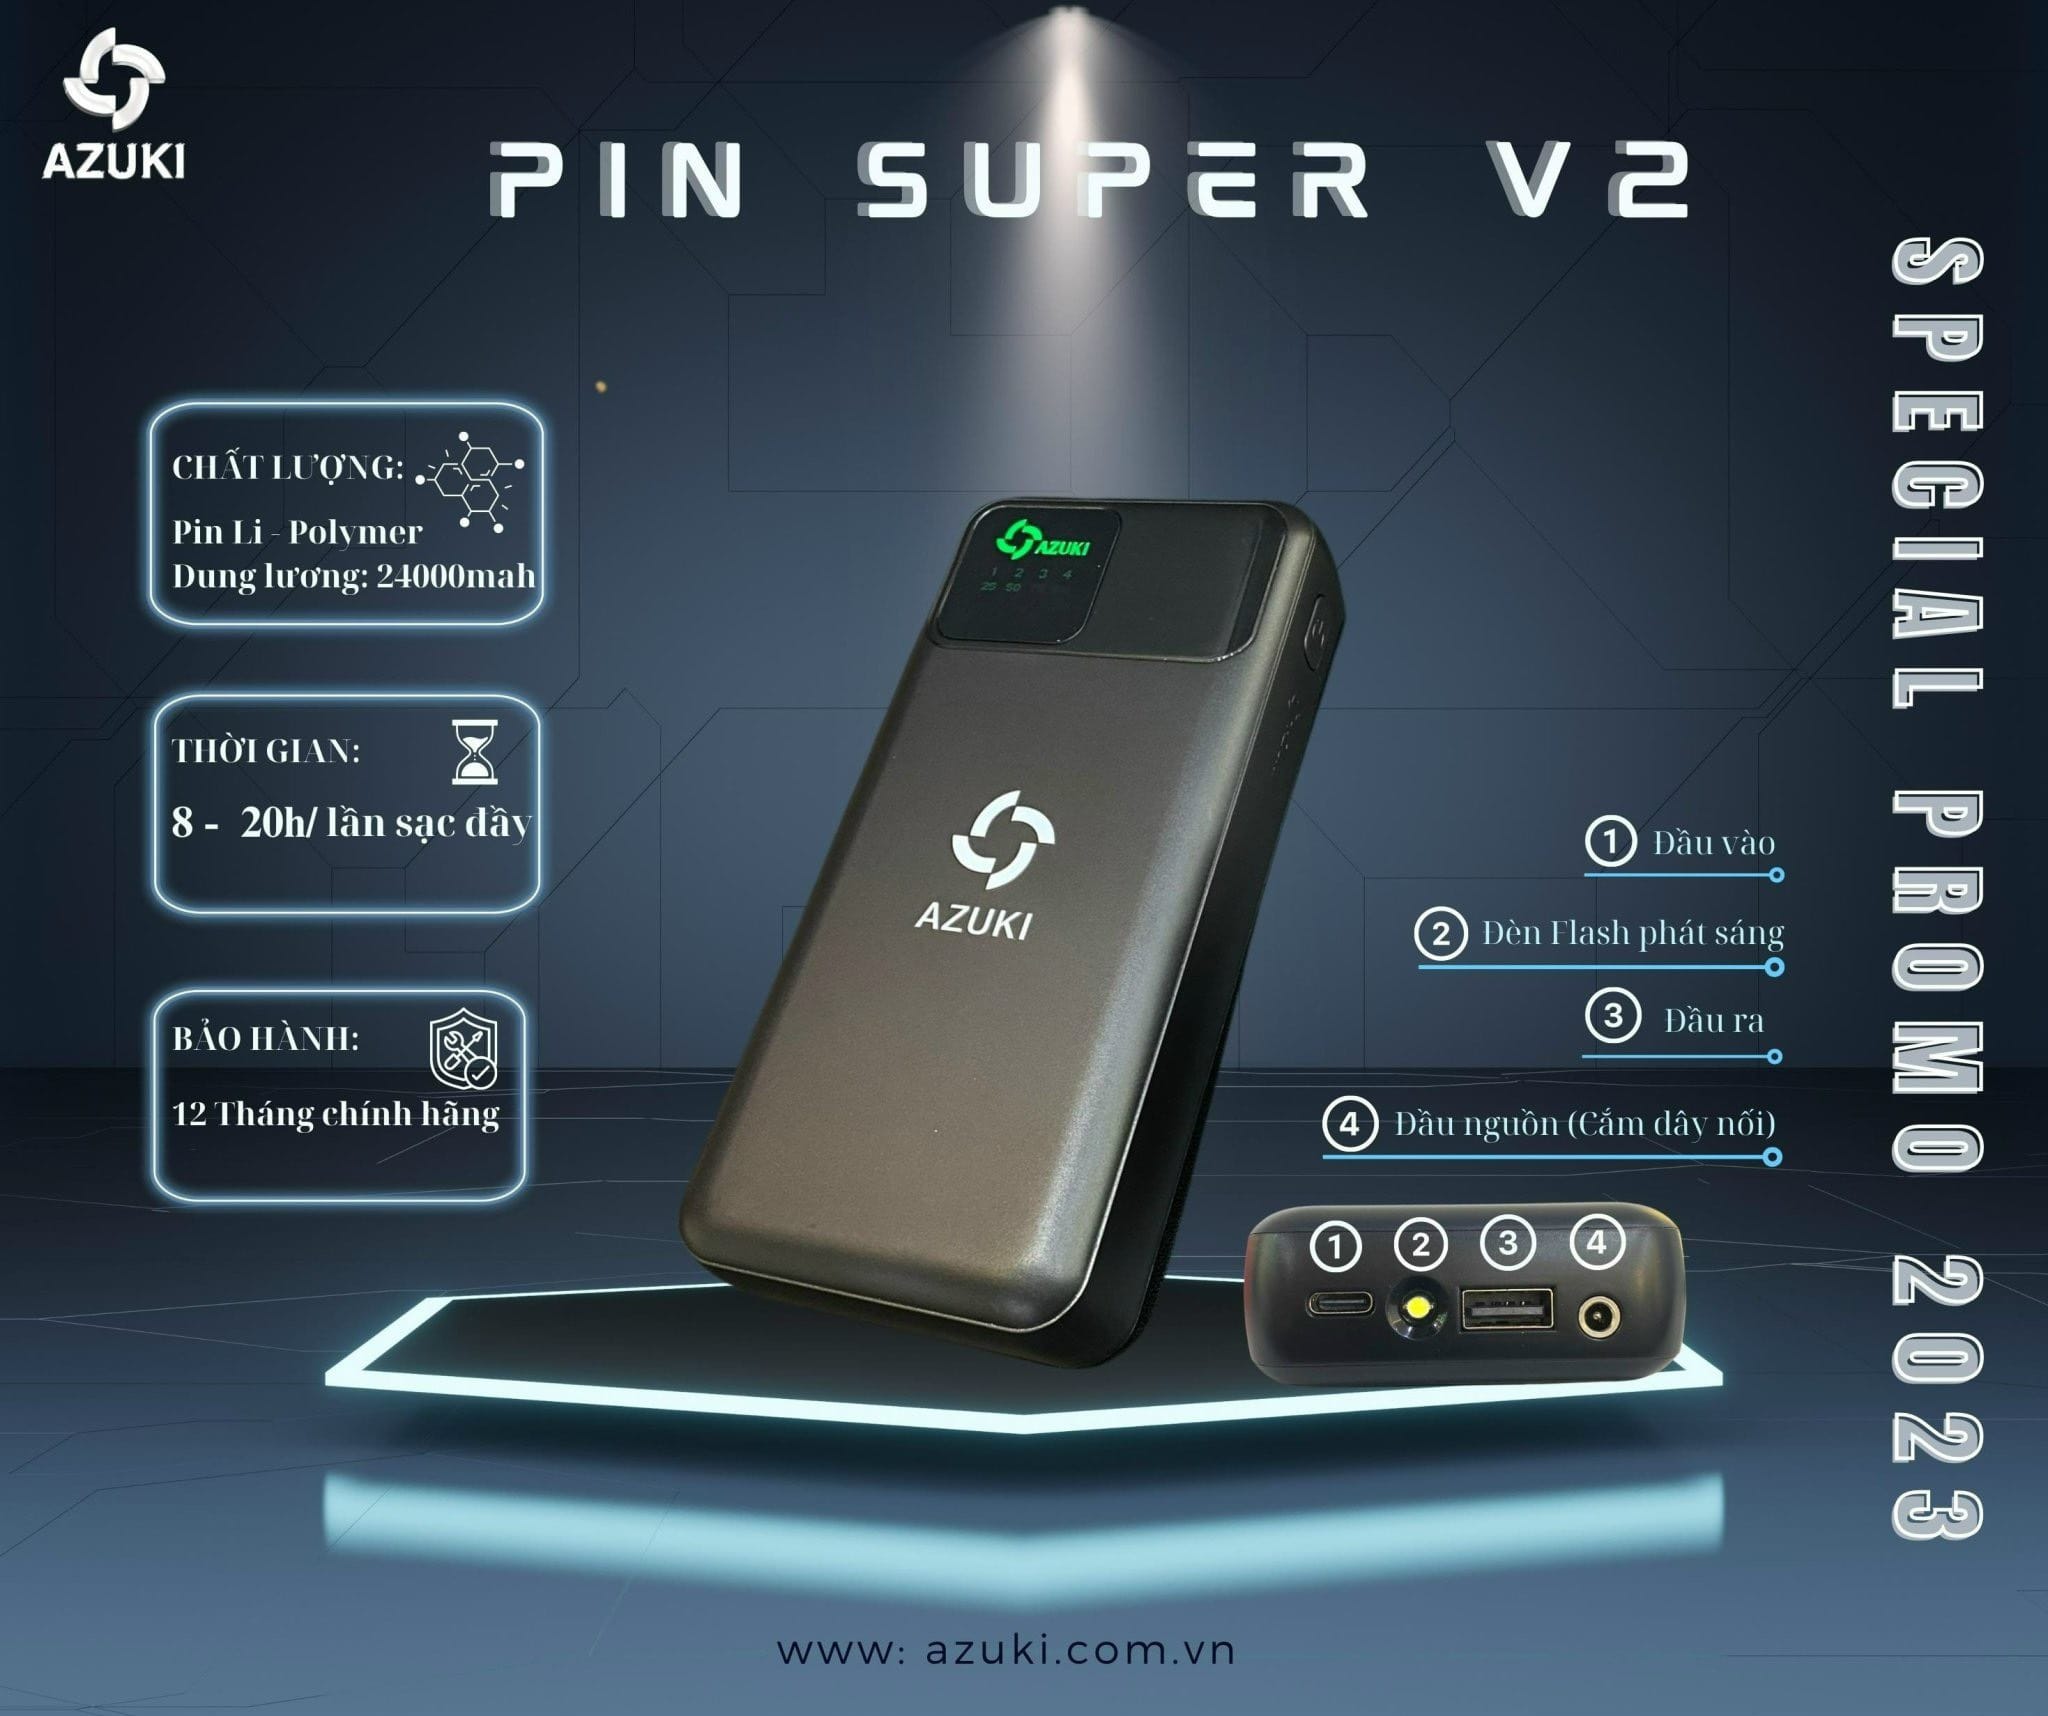 AZUKI
PIN SUPER V2
SPECIAL PROMO 2023
CHẤT LƯỢNG:
Pin Li - Polymer
Dung lương: 24000mah
THỜI GIAN:
8 - 20h/ lần sạc đầy
BẢO HÀNH:
12 Tháng chính hãng
AZUKI
1 2 3 4
25 50
AZUKI
1 Đầu vào
2 Đèn Flash phát sáng
3 Đầu ra
4 Đầu nguồn (Cắm dây nối)
1 2 3 4
www: azuki.com.vn